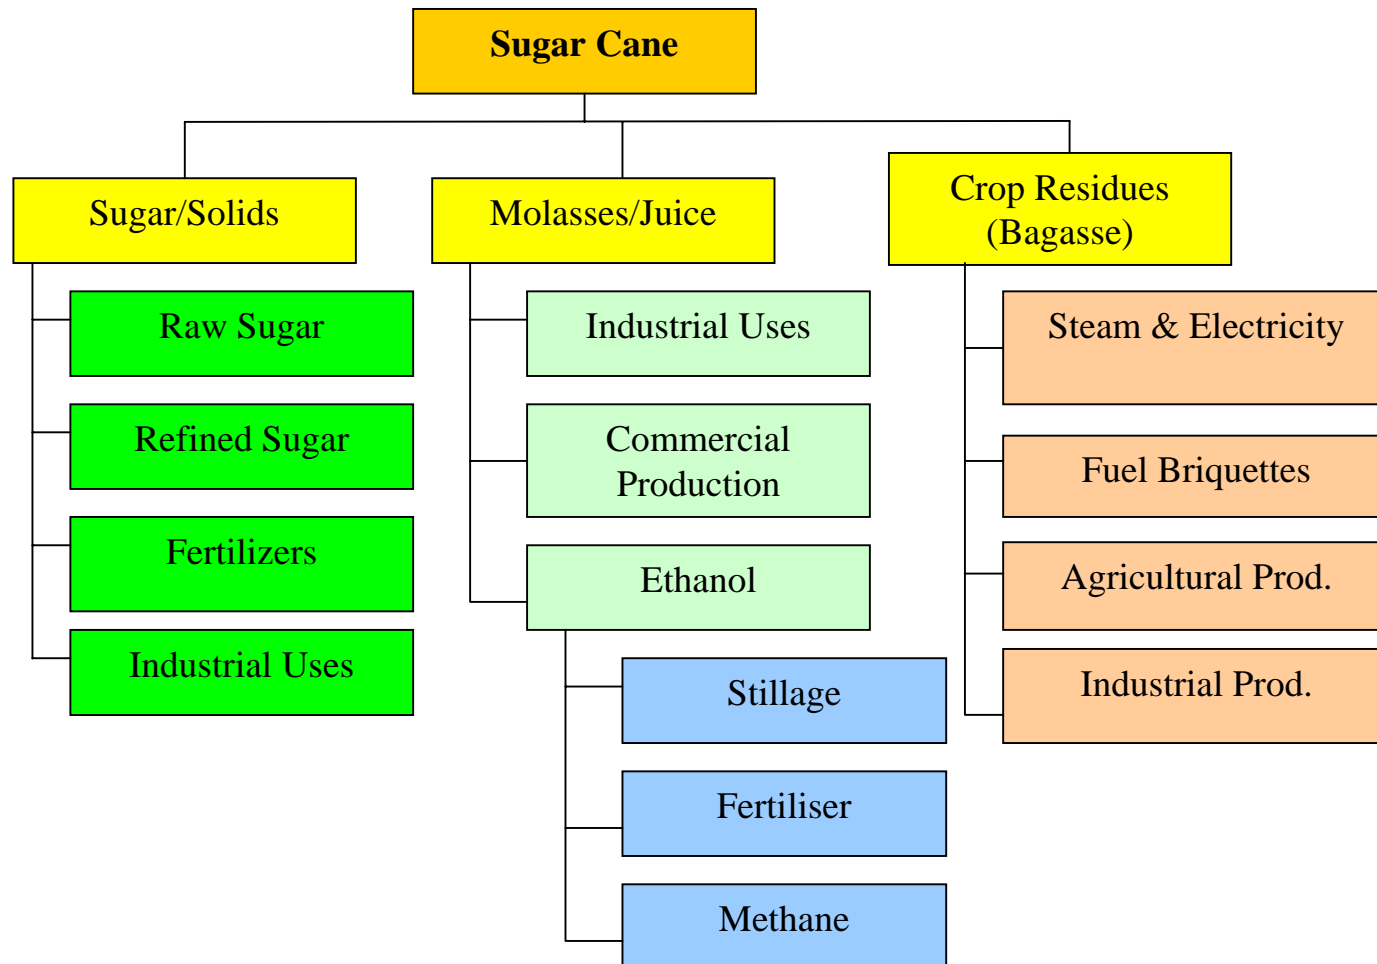 Sugar Cane
Sugar/Solids
Raw Sugar
Refined Sugar
Fertilizers
Industrial Uses
Molasses/Juice
Industrial Uses
Commercial
Production
Ethanol
Stillage
Fertiliser
Methane
Crop Residues
(Bagasse)
Steam & Electricity
Fuel Briquettes
Agricultural Prod.
Industrial Prod.